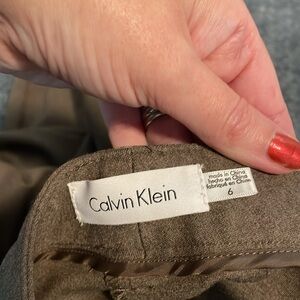 Calvin Klein
made in China
hecho en China
fabriqué en Chine
6